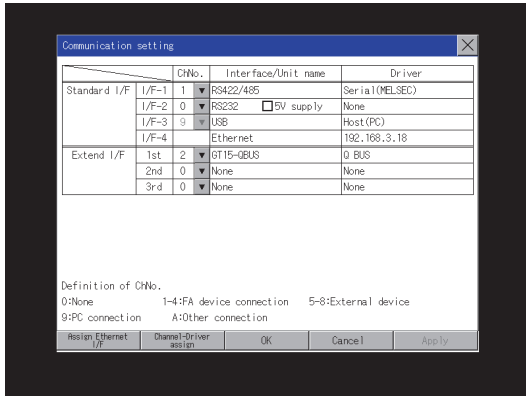 Communication setting
ChNo. Interface/Unit name Driver
Standard I/F I/F-1 1 RS422/485 Serial(MELSEC)
I/F-2 0 RS232 5V supply None
I/F-3 9 USB Host(PC)
I/F-4 Ethernet 192.168.3.18
Extend I/F 1st 2 GT15-QBUS Q BUS
2nd 0 None None
3rd 0 None None
Definition of ChNo.
0:None 1-4:FA device connection 5-8:External device
9:PC connection A:Other connection
Assign Ethernet I/F Channel-Driver assign OK Cancel Apply